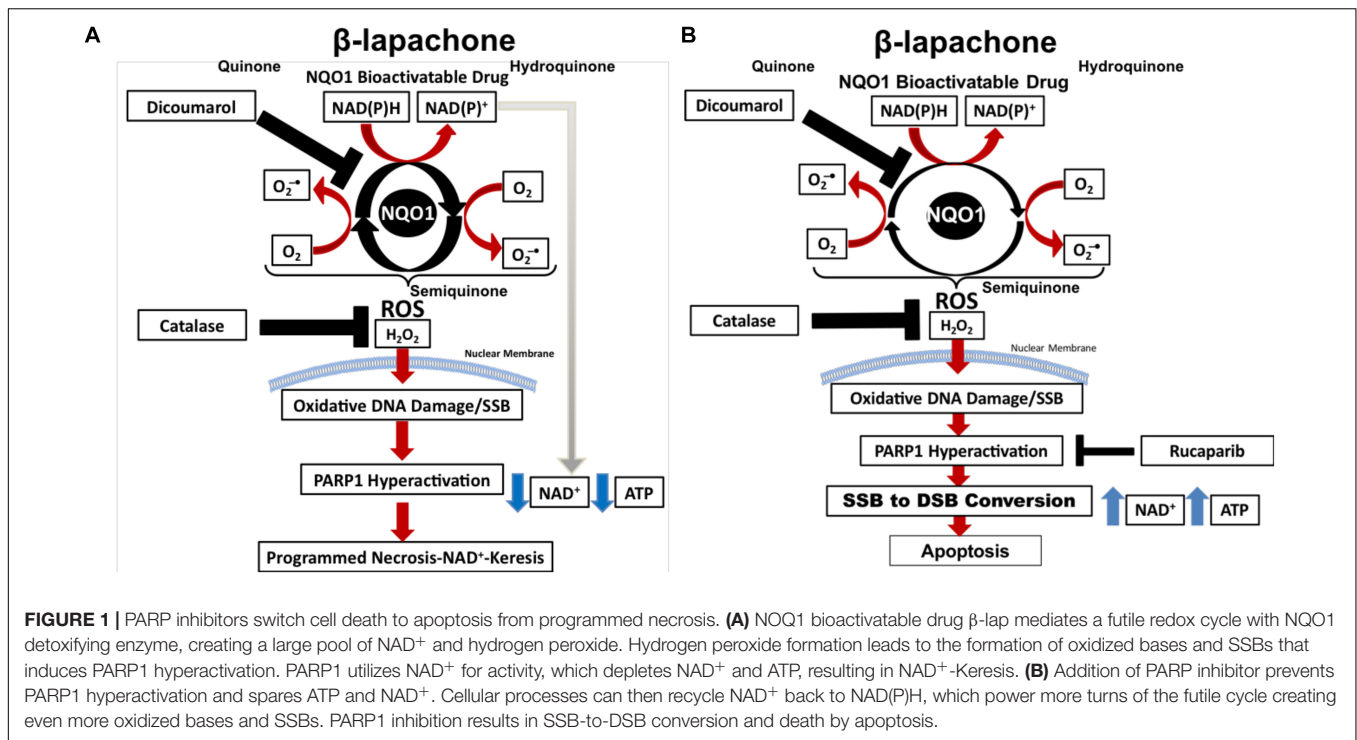 A
β-lapachone
Quinone
Hydroquinone
NQO1 Bioactivatable Drug
Dicoumarol
NAD(P)H
NAD(P)⁺
O₂⁻•
O₂
NQO1
O₂
O₂⁻•
Semiquinone
ROS
Catalase
H₂O₂
Nuclear Membrane
Oxidative DNA Damage/SSB
PARP1 Hyperactivation
NAD⁺
ATP
Programmed Necrosis-NAD⁺-Keresis
B
β-lapachone
Quinone
Hydroquinone
NQO1 Bioactivatable Drug
Dicoumarol
NAD(P)H
NAD(P)⁺
O₂⁻•
O₂
NQO1
O₂
O₂⁻•
Semiquinone
ROS
Catalase
H₂O₂
Nuclear Membrane
Oxidative DNA Damage/SSB
PARP1 Hyperactivation
Rucaparib
SSB to DSB Conversion
NAD⁺
ATP
Apoptosis
FIGURE 1 | PARP inhibitors switch cell death to apoptosis from programmed necrosis. (A) NOQ1 bioactivatable drug β-lap mediates a futile redox cycle with NQO1
detoxifying enzyme, creating a large pool of NAD⁺ and hydrogen peroxide. Hydrogen peroxide formation leads to the formation of oxidized bases and SSBs that
induces PARP1 hyperactivation. PARP1 utilizes NAD⁺ for activity, which depletes NAD⁺ and ATP, resulting in NAD⁺-Keresis. (B) Addition of PARP inhibitor prevents
PARP1 hyperactivation and spares ATP and NAD⁺. Cellular processes can then recycle NAD⁺ back to NAD(P)H, which power more turns of the futile cycle creating
even more oxidized bases and SSBs. PARP1 inhibition results in SSB-to-DSB conversion and death by apoptosis.